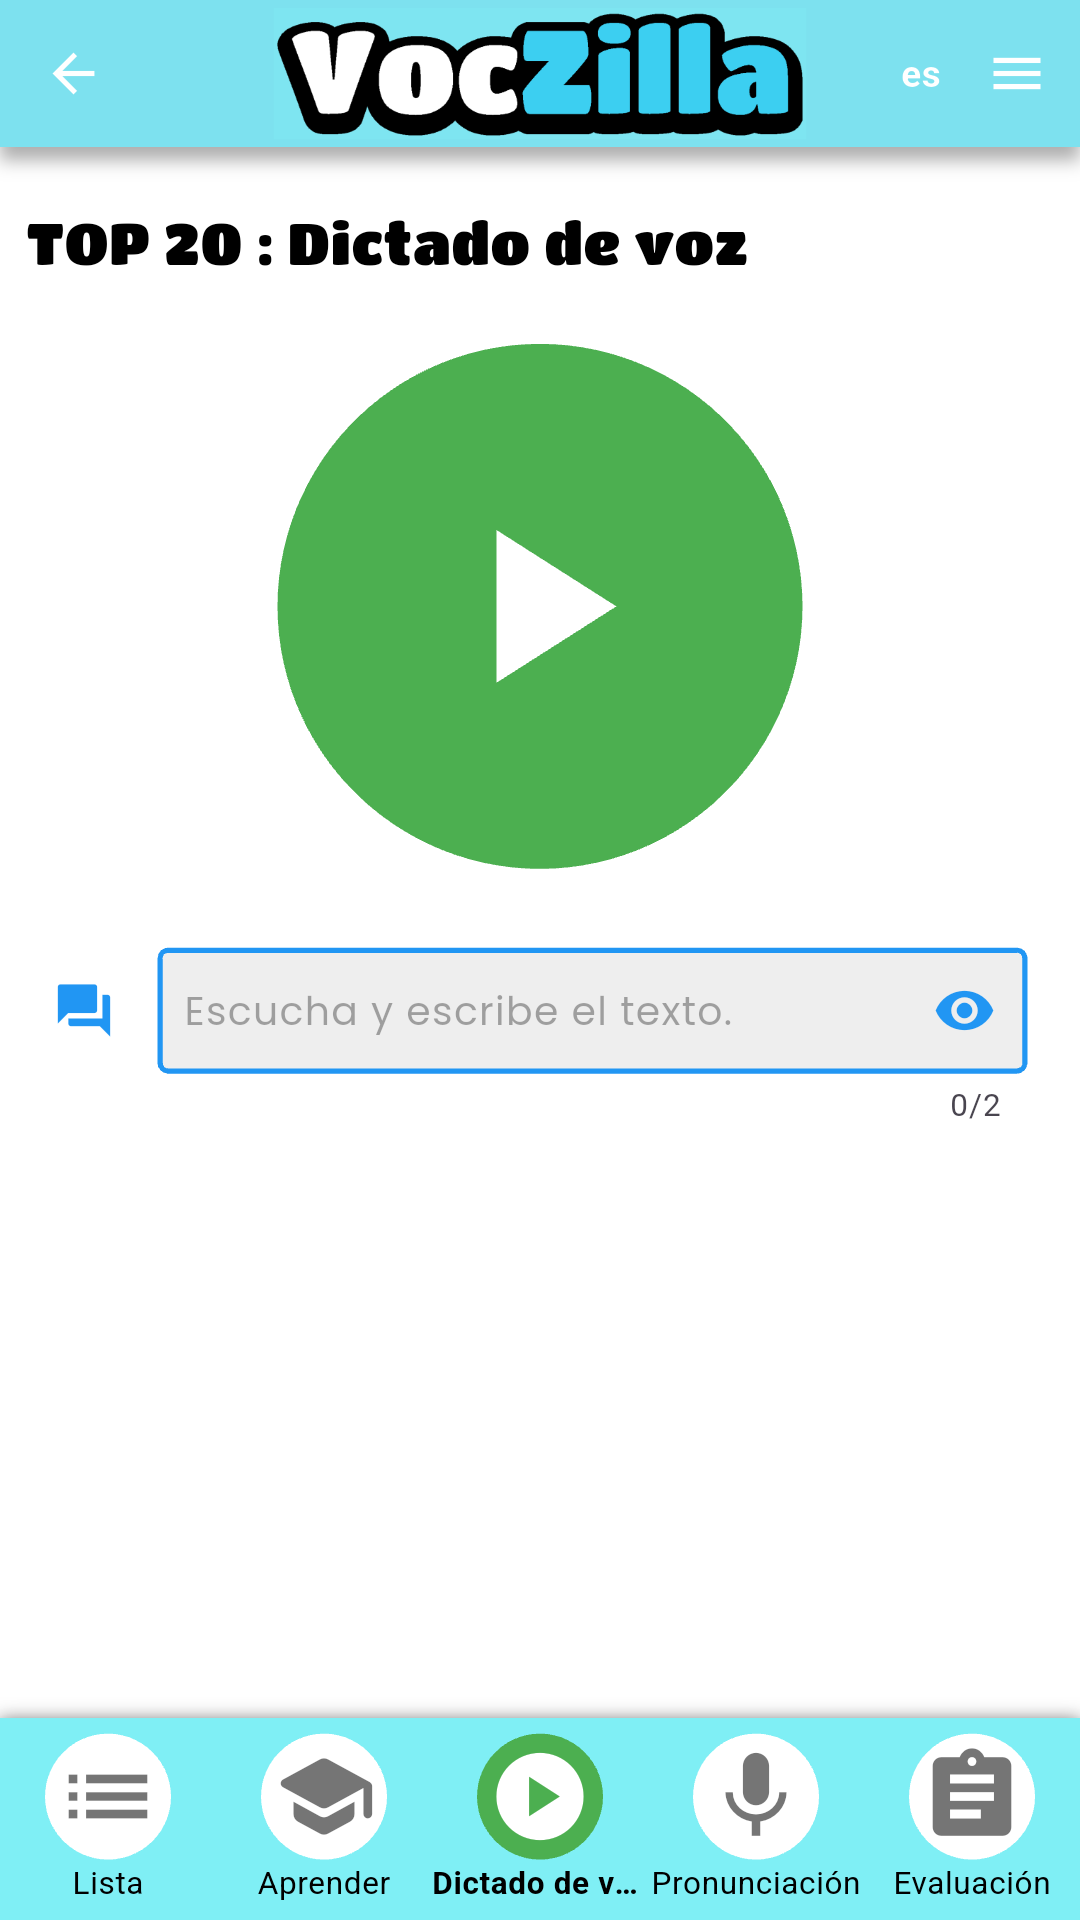 VocZilla
es
TOP 20 : Dictado de voz
Escucha y escribe el texto.
0/2
Lista
Aprender
Dictado de v...
Pronunciación
Evaluación